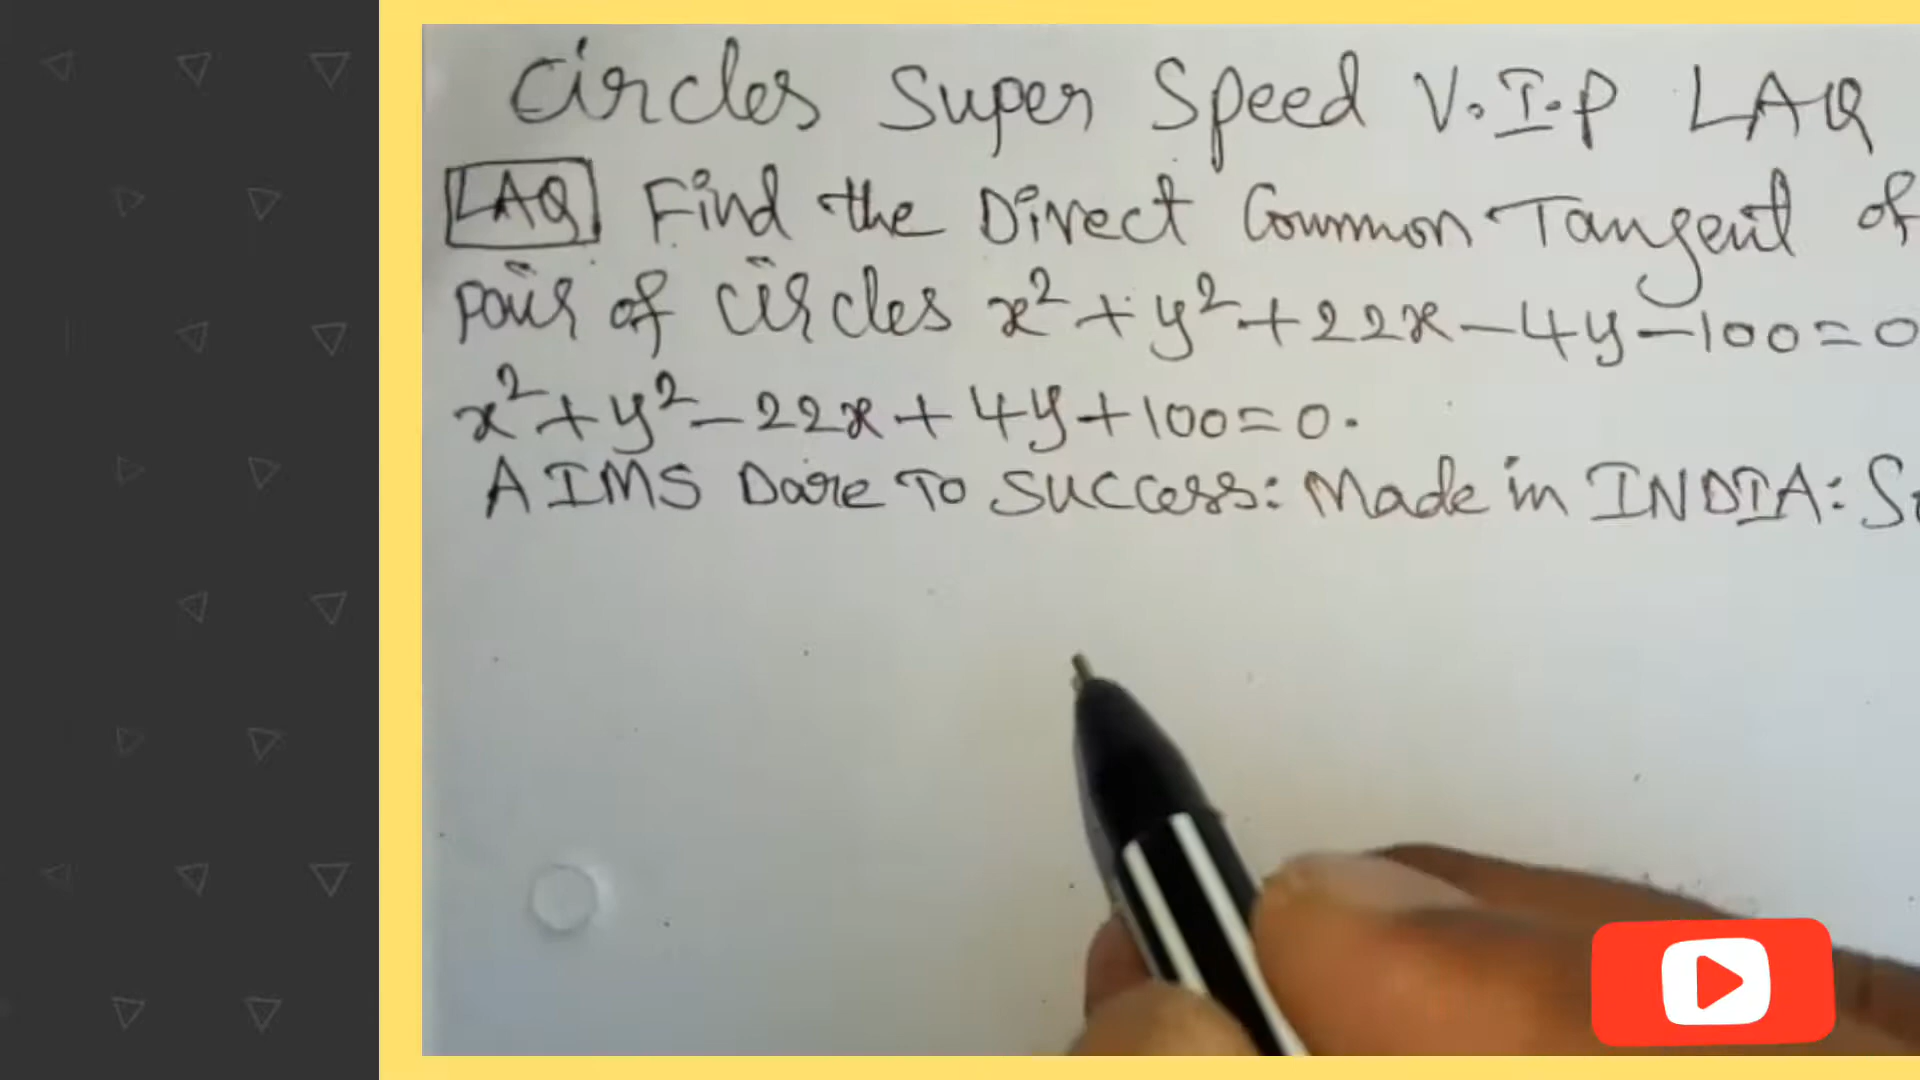 Circles Super Speed V.I.P LAQ
LAQ Find the Direct Common Tangent of
pair of circles x²+y²+22x-4y-100=0
x²+y²-22x+4y+100=0.
AIMS Dare To Success: Made in INDIA: